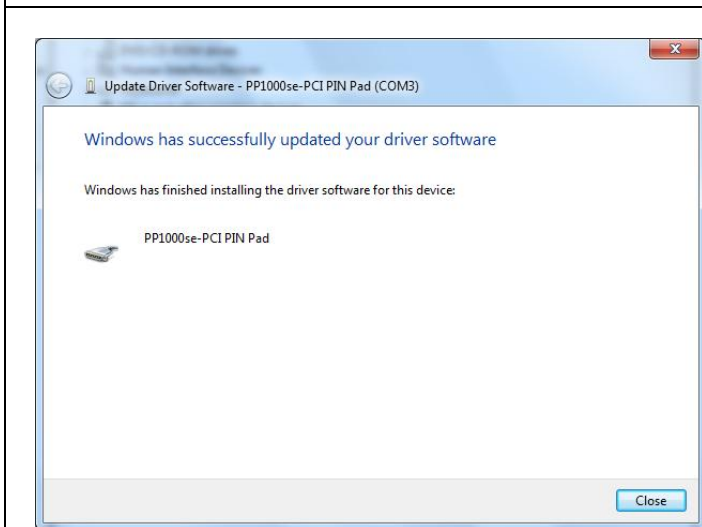 Update Driver Software - PP1000se-PCI PIN Pad (COM3)
Windows has successfully updated your driver software
Windows has finished installing the driver software for this device:
PP1000se-PCI PIN Pad
Close